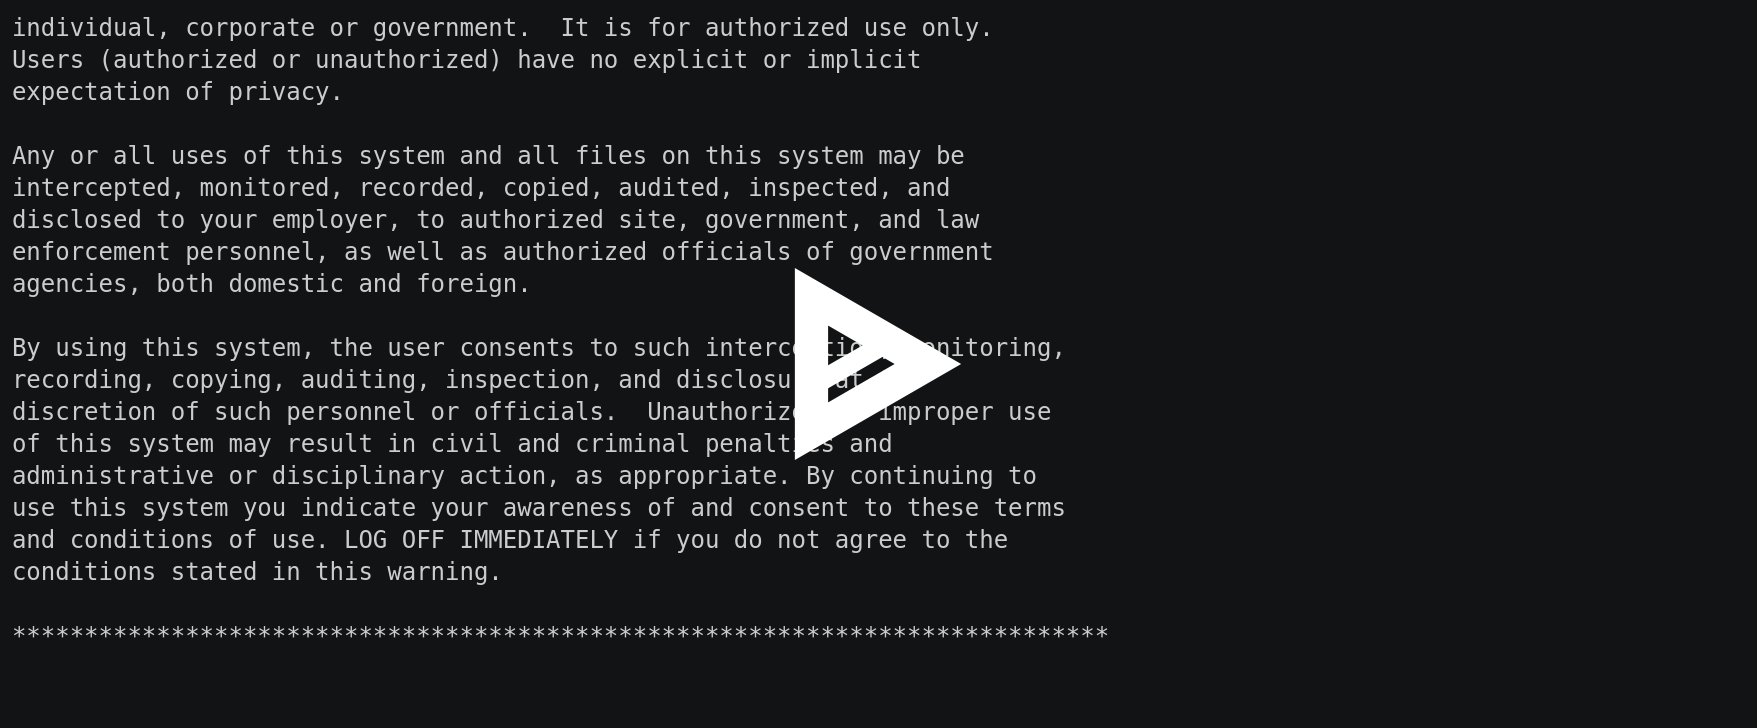 individual, corporate or government.  It is for authorized use only.
Users (authorized or unauthorized) have no explicit or implicit
expectation of privacy.
Any or all uses of this system and all files on this system may be
intercepted, monitored, recorded, copied, audited, inspected, and
disclosed to your employer, to authorized site, government, and law
enforcement personnel, as well as authorized officials of government
agencies, both domestic and foreign.
By using this system, the user consents to such
recording, copying, auditing, inspection, and
discretion of such personnel or officials.  improper use
of this system may result in civil and criminal penalties and
administrative or disciplinary action, as appropriate. By continuing to
use this system you indicate your awareness of and consent to these terms
and conditions of use. LOG OFF IMMEDIATELY if you do not agree to the
conditions stated in this warning.
****************************************************************************